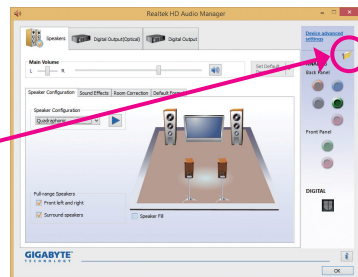 Realtek HD Audio Manager
Speakers
Digital Output(Optical)
Digital Output
Device advanced
settings
Main Volume
L
R
Set Default
Speaker Configuration
Sound Effects
Room Correction
Default Format
Back Panel
Speaker Configuration
Quadraphonic
Front Panel
Full-range Speakers
Front left and right
Surround speakers
Speaker Fill
DIGITAL
GIGABYTE™
TECHNOLOGY
i
OK